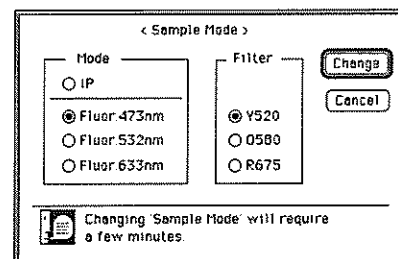 < Sample Mode >
Mode
IP
Fluor.473nm
Fluor.532nm
Fluor.633nm
Filter
Y520
O580
R675
Change
Cancel
Changing 'Sample Mode' will require
a few minutes.